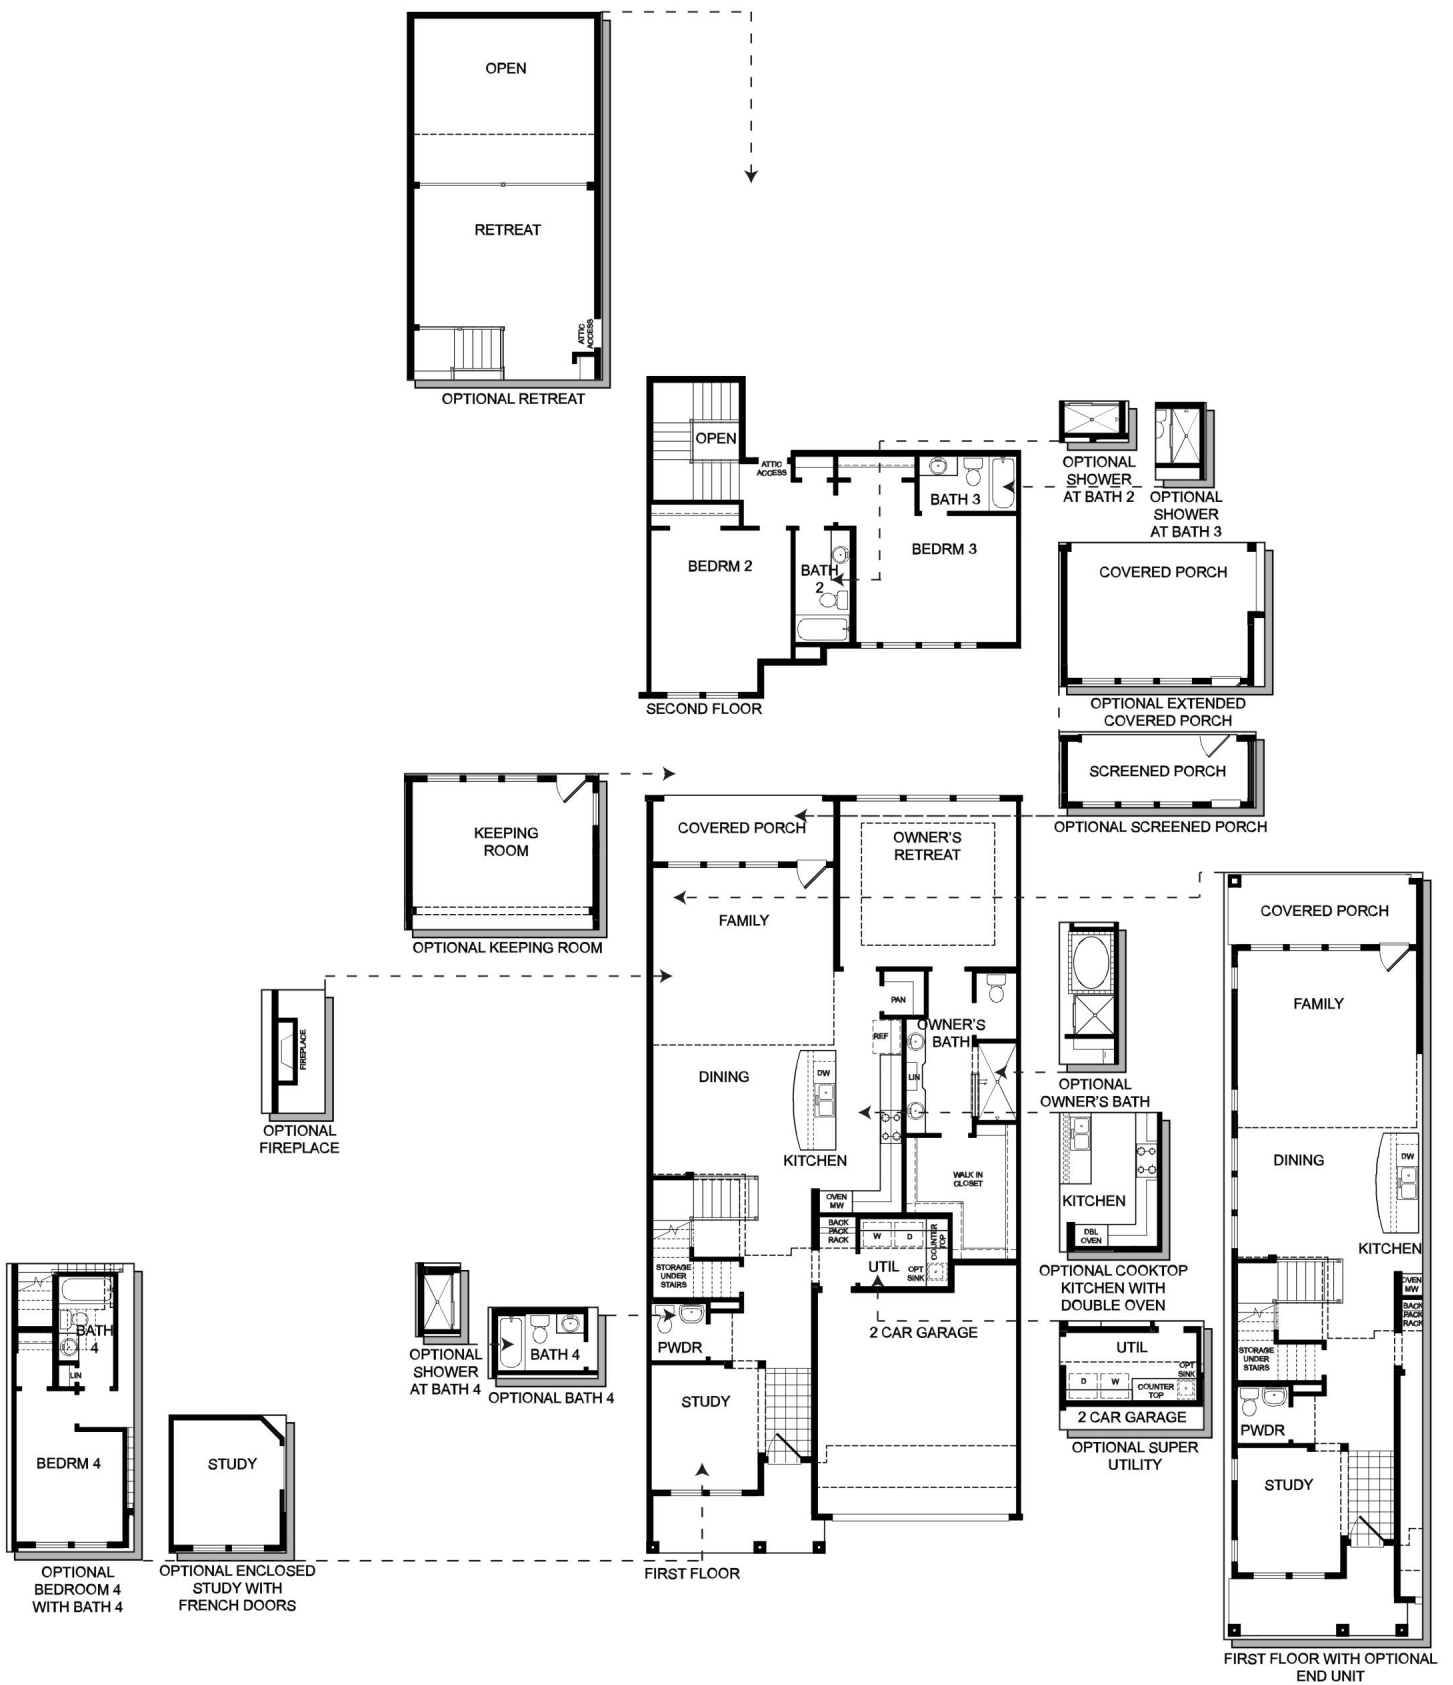 OPEN
RETREAT
ATTIC
ACCESS
OPTIONAL RETREAT
OPEN
ATTIC
ACCESS
BATH 3
BEDRM 2
BATH
2
BEDRM 3
SECOND FLOOR
OPTIONAL
SHOWER
AT BATH 2
OPTIONAL
SHOWER
AT BATH 3
COVERED PORCH
OPTIONAL EXTENDED
COVERED PORCH
SCREENED PORCH
OPTIONAL SCREENED PORCH
KEEPING
ROOM
OPTIONAL KEEPING ROOM
FIREPLACE
OPTIONAL
FIREPLACE
COVERED PORCH
OWNER'S
RETREAT
FAMILY
PAN
REF
OWNER'S
BATH
LIN
DINING
DW
KITCHEN
WALK IN
CLOSET
OVEN
MW
BACK
PACK
RACK
W
D
COUNTER
TOP
UTIL
OPT
SINK
STORAGE
UNDER
STAIRS
PWDR
2 CAR GARAGE
STUDY
FIRST FLOOR
OPTIONAL
OWNER'S BATH
KITCHEN
DBL
OVEN
OPTIONAL COOKTOP
KITCHEN WITH
DOUBLE OVEN
UTIL
OPT
SINK
D
W
COUNTER
TOP
2 CAR GARAGE
OPTIONAL SUPER
UTILITY
OPTIONAL
SHOWER
AT BATH 4
BATH 4
OPTIONAL BATH 4
BATH
4
LIN
BEDRM 4
OPTIONAL
BEDROOM 4
WITH BATH 4
STUDY
OPTIONAL ENCLOSED
STUDY WITH
FRENCH DOORS
COVERED PORCH
FAMILY
DINING
DW
KITCHEN
OVEN
MW
BACK
PACK
RACK
STORAGE
UNDER
STAIRS
PWDR
STUDY
FIRST FLOOR WITH OPTIONAL
END UNIT